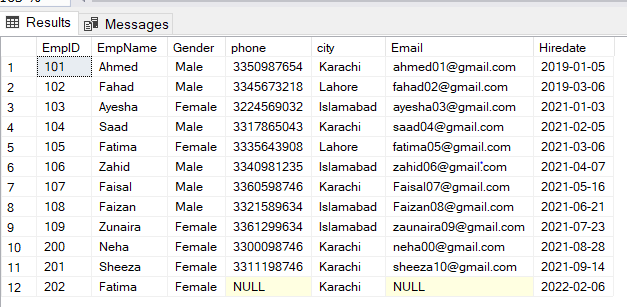 Results Messages
EmpID EmpName Gender phone city Email Hiredate
1 101 Ahmed Male 3350987654 Karachi ahmed01@gmail.com 2019-01-05
2 102 Fahad Male 3345673218 Lahore fahad02@gmail.com 2019-03-06
3 103 Ayesha Female 3224569032 Islamabad ayesha03@gmail.com 2021-01-03
4 104 Saad Male 3317865043 Karachi saad04@gmail.com 2021-02-05
5 105 Fatima Female 3335643908 Lahore fatima05@gmail.com 2021-03-06
6 106 Zahid Male 3340981235 Islamabad zahid06@gmail.com 2021-04-07
7 107 Faisal Male 3360598746 Karachi Faisal07@gmail.com 2021-05-16
8 108 Faizan Male 3321589634 Islamabad Faizan08@gmail.com 2021-06-21
9 109 Zunaira Female 3361299634 Islamabad zaunaira09@gmail.com 2021-07-23
10 200 Neha Female 3300098746 Karachi neha00@gmail.com 2021-08-28
11 201 Sheeza Female 3311198746 Karachi sheeza10@gmail.com 2021-09-14
12 202 Fatima Female NULL Karachi NULL 2022-02-06